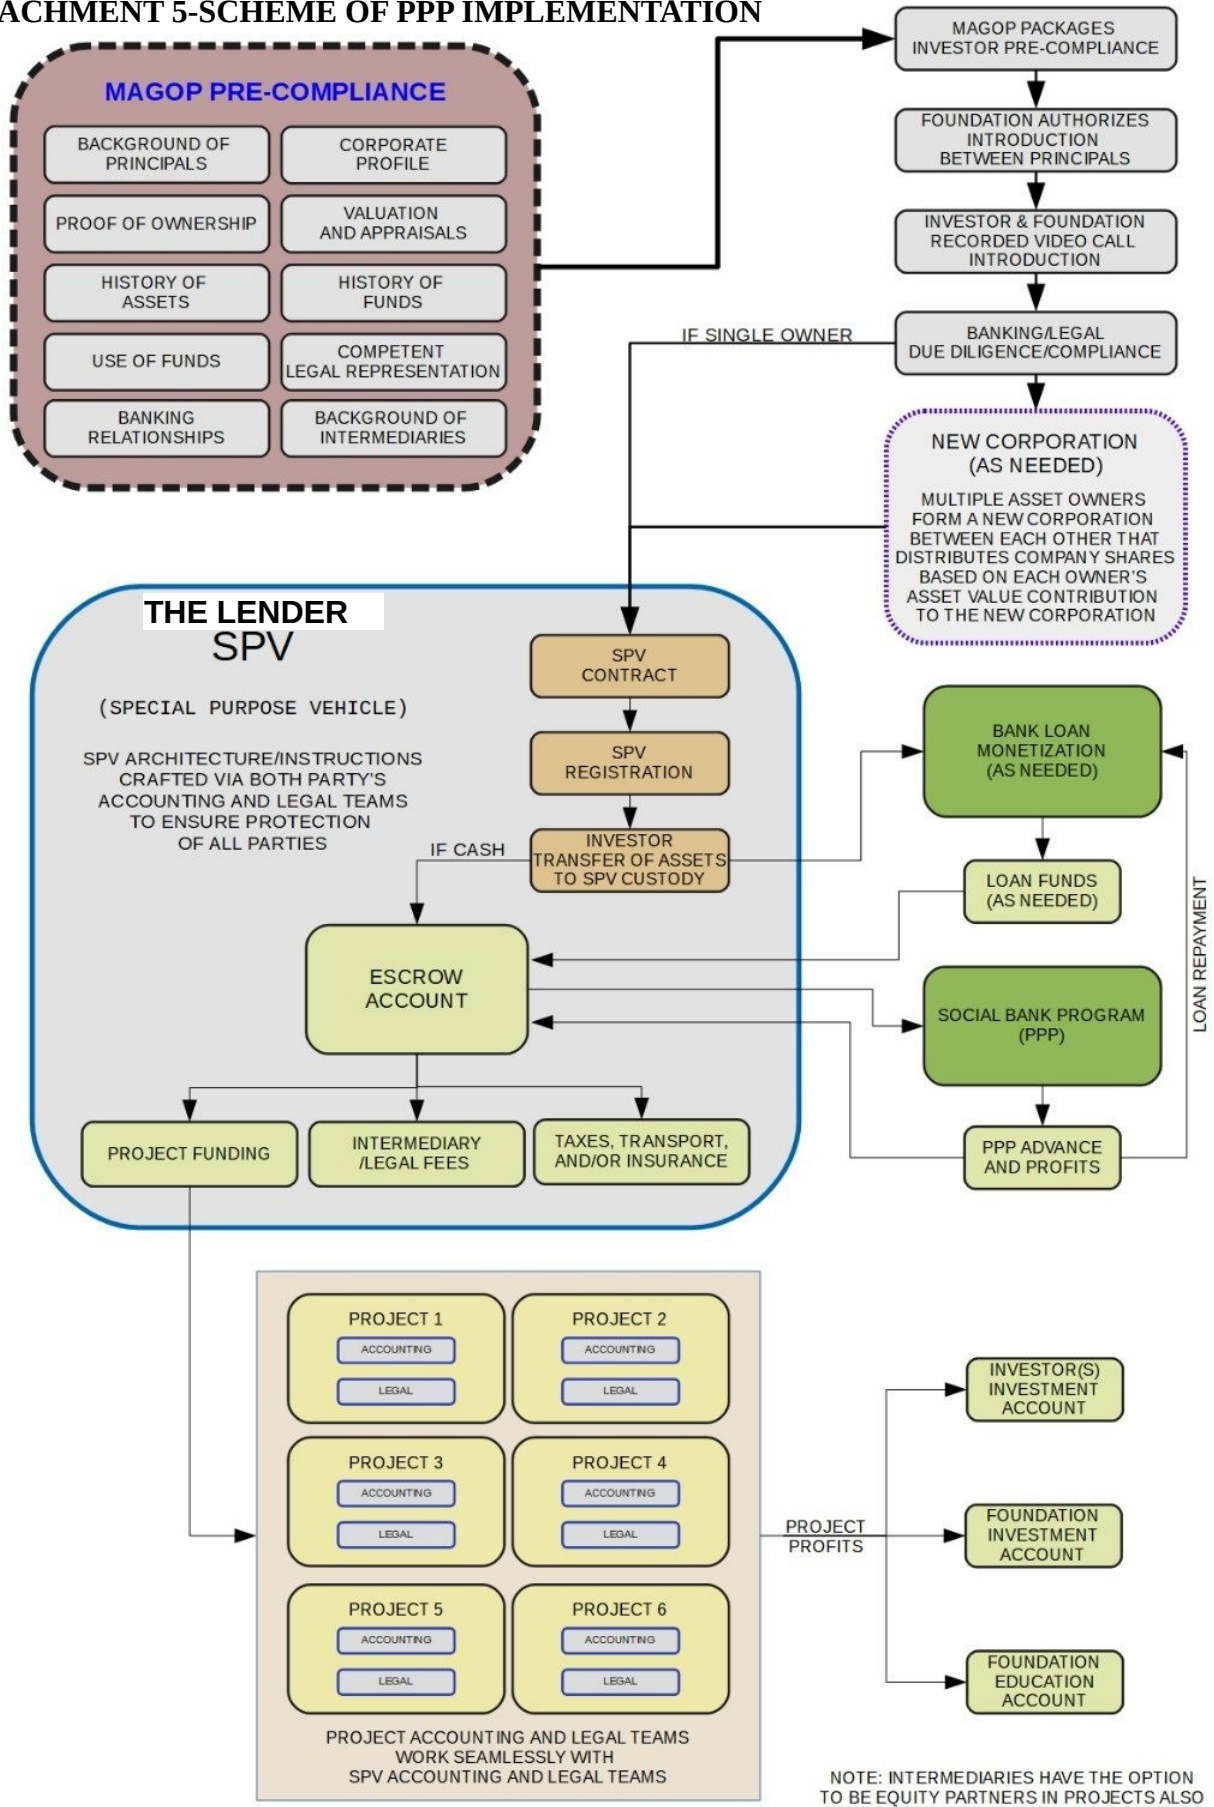 ACHMENT 5-SCHEME OF PPP IMPLEMENTATION
MAGOP PRE-COMPLIANCE
BACKGROUND OF
PRINCIPALS
CORPORATE
PROFILE
PROOF OF OWNERSHIP
VALUATION
AND APPRAISALS
HISTORY OF
ASSETS
HISTORY OF
FUNDS
USE OF FUNDS
COMPETENT
LEGAL REPRESENTATION
BANKING
RELATIONSHIPS
BACKGROUND OF
INTERMEDIARIES
MAGOP PACKAGES
INVESTOR PRE-COMPLIANCE
FOUNDATION AUTHORIZES
INTRODUCTION
BETWEEN PRINCIPALS
INVESTOR & FOUNDATION
RECORDED VIDEO CALL
INTRODUCTION
BANKING/LEGAL
DUE DILIGENCE/COMPLIANCE
IF SINGLE OWNER
NEW CORPORATION
(AS NEEDED)
MULTIPLE ASSET OWNERS
FORM A NEW CORPORATION
BETWEEN EACH OTHER THAT
DISTRIBUTES COMPANY SHARES
BASED ON EACH OWNER'S
ASSET VALUE CONTRIBUTION
TO THE NEW CORPORATION
THE LENDER
SPV
(SPECIAL PURPOSE VEHICLE)
SPV ARCHITECTURE/INSTRUCTIONS
CRAFTED VIA BOTH PARTY'S
ACCOUNTING AND LEGAL TEAMS
TO ENSURE PROTECTION
OF ALL PARTIES
SPV
CONTRACT
SPV
REGISTRATION
INVESTOR
TRANSFER OF ASSETS
TO SPV CUSTODY
IF CASH
ESCROW
ACCOUNT
PROJECT FUNDING
INTERMEDIARY
/LEGAL FEES
TAXES, TRANSPORT,
AND/OR INSURANCE
BANK LOAN
MONETIZATION
(AS NEEDED)
LOAN FUNDS
(AS NEEDED)
LOAN REPAYMENT
SOCIAL BANK PROGRAM
(PPP)
PPP ADVANCE
AND PROFITS
PROJECT 1
ACCOUNTING
LEGAL
PROJECT 2
ACCOUNTING
LEGAL
PROJECT 3
ACCOUNTING
LEGAL
PROJECT 4
ACCOUNTING
LEGAL
PROJECT 5
ACCOUNTING
LEGAL
PROJECT 6
ACCOUNTING
LEGAL
PROJECT ACCOUNTING AND LEGAL TEAMS
WORK SEAMLESSLY WITH
SPV ACCOUNTING AND LEGAL TEAMS
PROJECT
PROFITS
INVESTOR(S)
INVESTMENT
ACCOUNT
FOUNDATION
INVESTMENT
ACCOUNT
FOUNDATION
EDUCATION
ACCOUNT
NOTE: INTERMEDIARIES HAVE THE OPTION
TO BE EQUITY PARTNERS IN PROJECTS ALSO